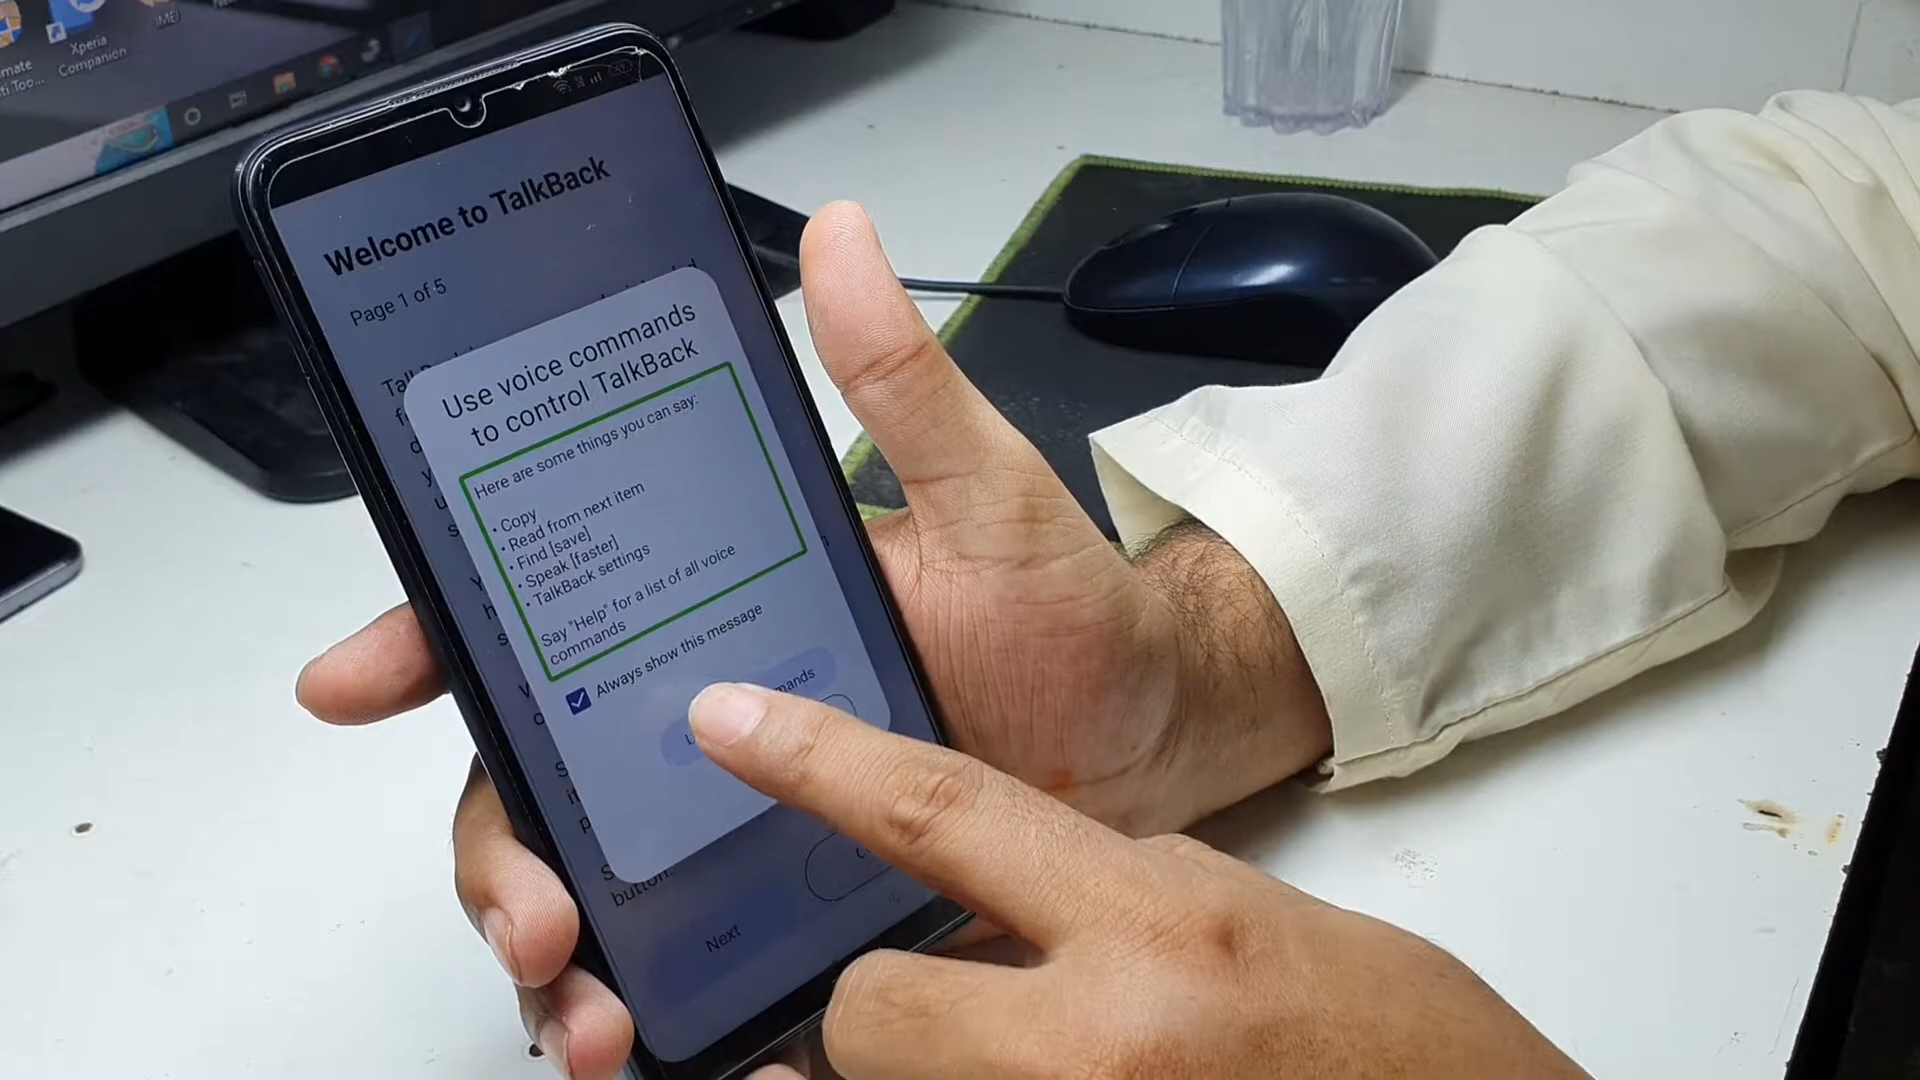 Xperia
Companion
IMEI
Welcome to TalkBack
Page 1 of 5
Use voice commands
to control TalkBack
Here are some things you can say:
• Copy
• Read from next item
• Find [save]
• Speak [faster]
• TalkBack settings
Say "Help" for a list of all voice
commands
Always show this message
button.
Next